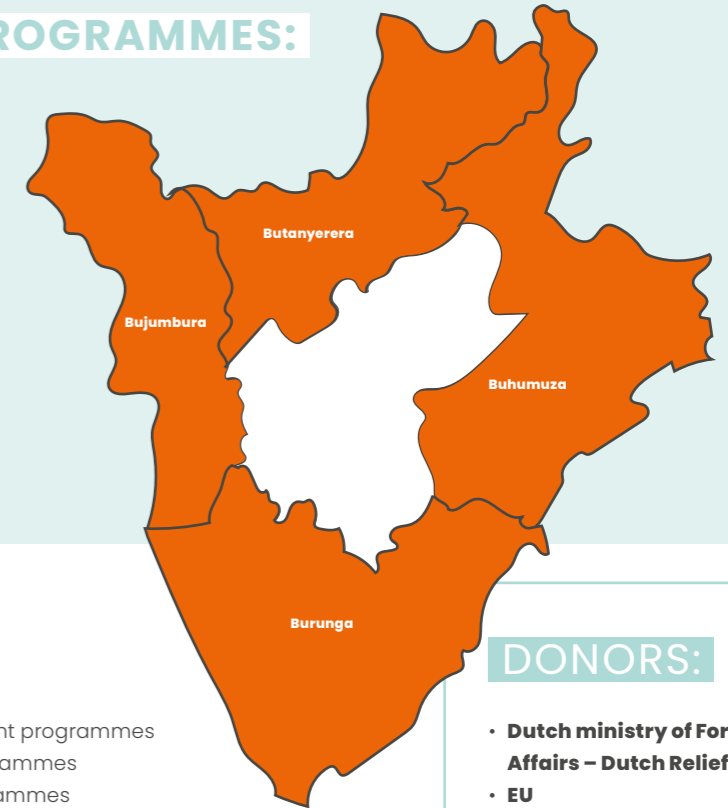 ROGRAMMES:
Butanyerera
Bujumbura
Buhumuza
Burunga
nt programmes
ammes
ammes
DONORS:
• Dutch ministry of For
Affairs – Dutch Relief
• EU